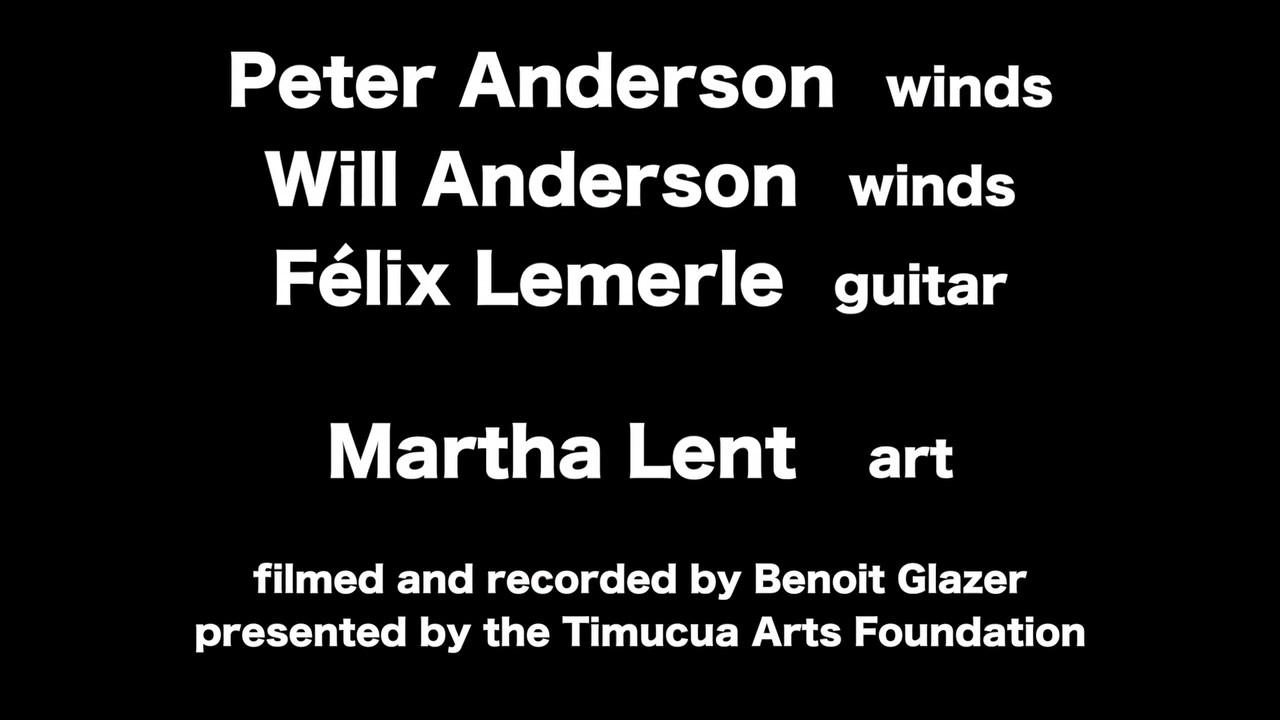 Peter Anderson winds
Will Anderson winds
Félix Lemerle guitar
Martha Lent art
filmed and recorded by Benoit Glazer
presented by the Timucua Arts Foundation